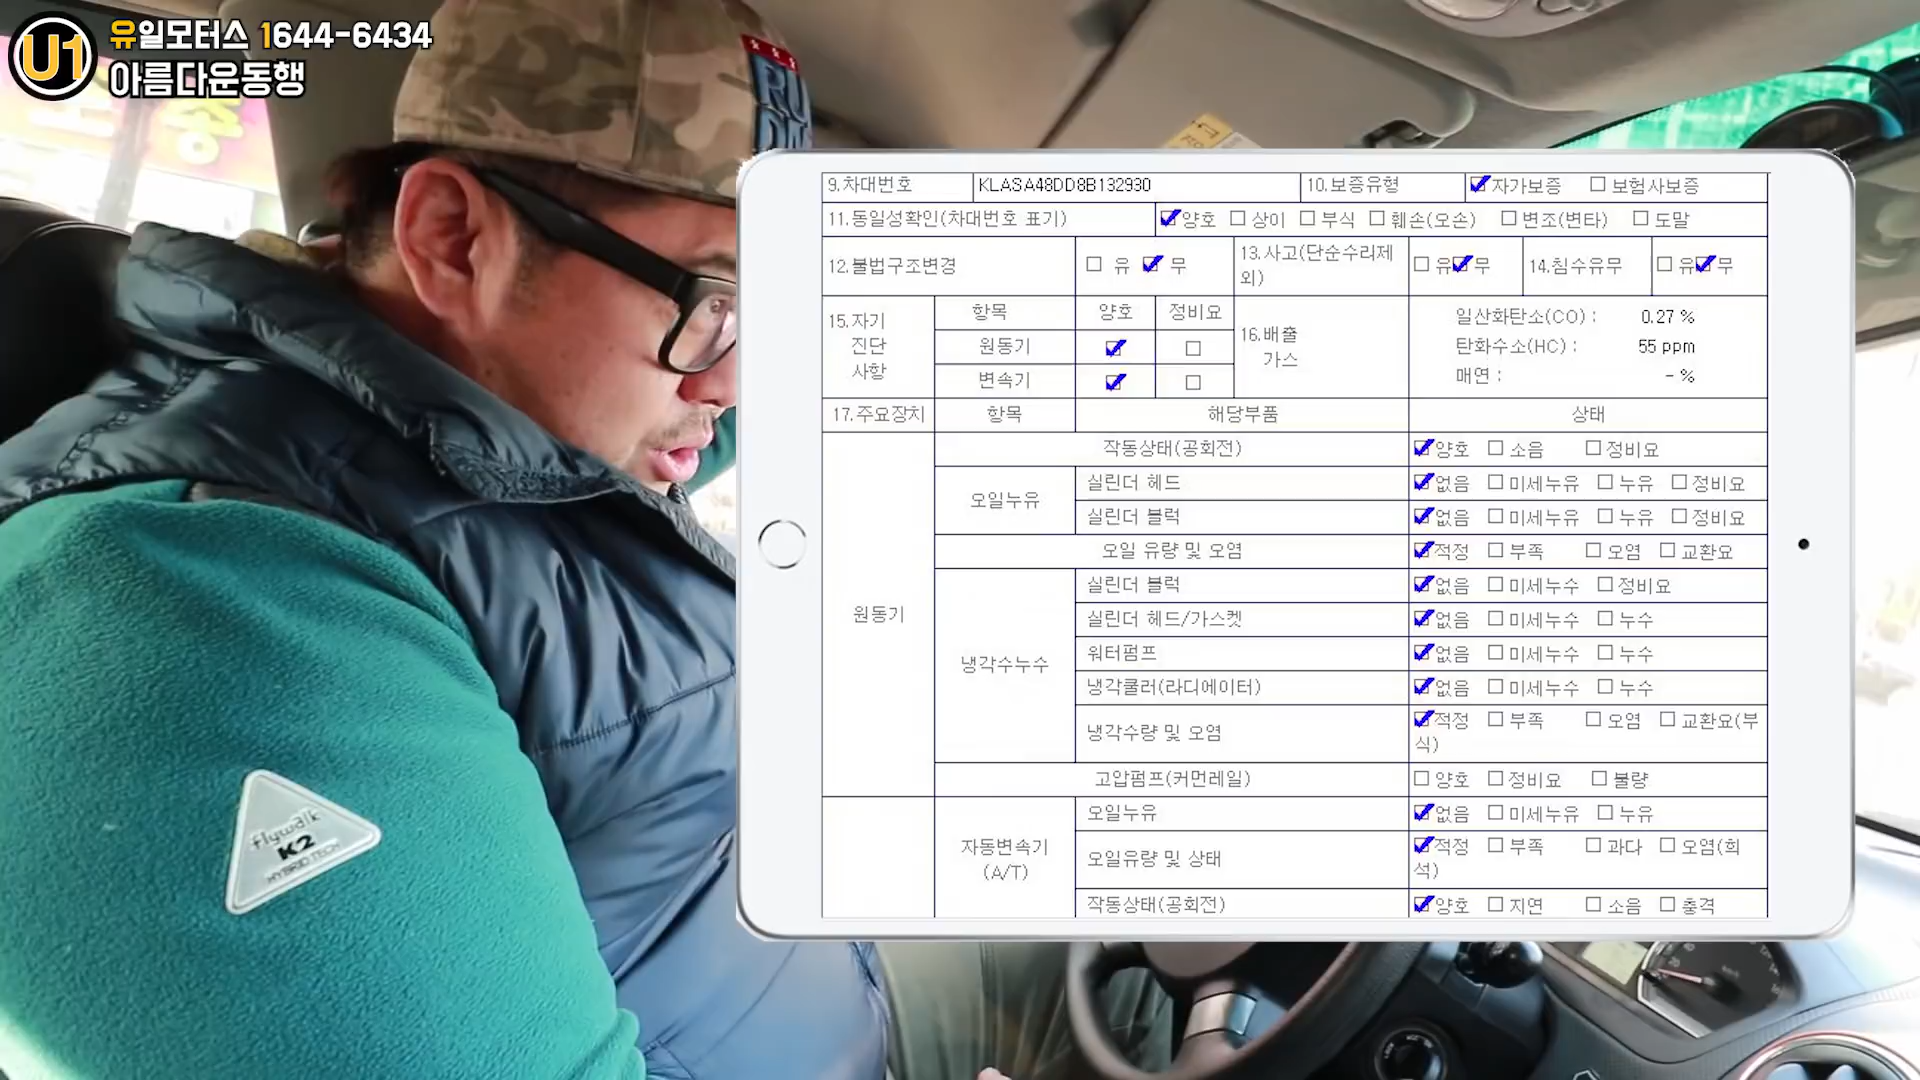 U1
유일모터스 1644-6434
아름다운동행
9.차대번호 KLASA48DD8B132930 10.보증유형 자가보증 보험사보증
11.동일성확인(차대번호 표기) 양호 상이 부식 훼손(오손) 변조(변타) 도말
12.불법구조변경 유 무 13.사고(단순수리제외) 유 무 14.침수유무 유 무
15.자기진단사항 항목 양호 정비요
원동기
변속기
16.배출가스
일산화탄소(CO) : 0.27 %
탄화수소(HC) : 55 ppm
매연 : - %
17.주요장치 항목 해당부품 상태
원동기
작동상태(공회전) 양호 소음 정비요
오일누유
실린더 헤드 없음 미세누유 누유 정비요
실린더 블럭 없음 미세누유 누유 정비요
오일 유량 및 오염 적정 부족 오염 교환요
냉각수누수
실린더 블럭 없음 미세누수 정비요
실린더 헤드/가스켓 없음 미세누수 누수
워터펌프 없음 미세누수 누수
냉각쿨러(라디에이터) 없음 미세누수 누수
냉각수량 및 오염 적정 부족 오염 교환요(부식)
고압펌프(커먼레일) 양호 정비요 불량
자동변속기(A/T)
오일누유 없음 미세누유 누유
오일유량 및 상태 적정 부족 과다 오염(희석)
작동상태(공회전) 양호 지연 소음 충격
flywalk
K2
HYBRID TECH